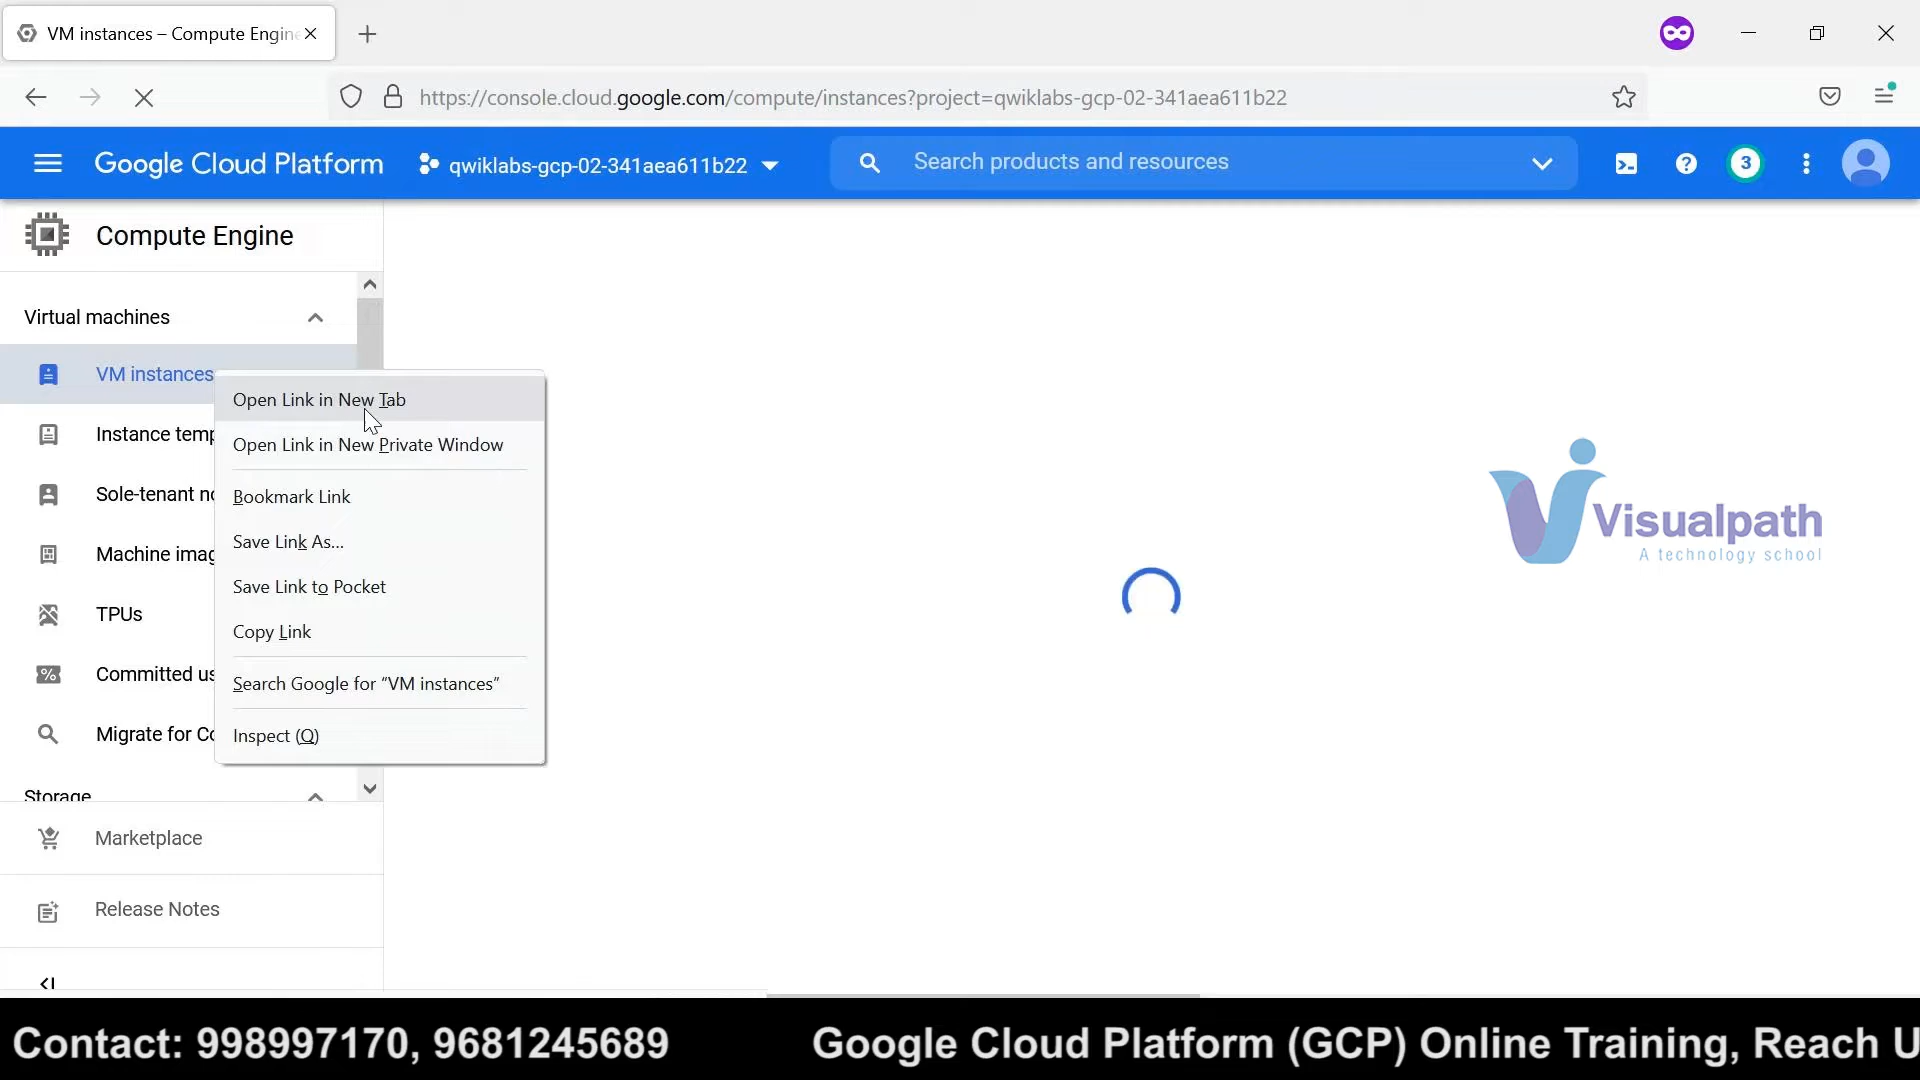 VM instances – Compute Engine
https://console.cloud.google.com/compute/instances?project=qwiklabs-gcp-02-341aea611b22
Google Cloud Platform
qwiklabs-gcp-02-341aea611b22
Search products and resources
3
Compute Engine
Virtual machines
VM instances
Instance temp
Sole-tenant no
Machine imag
TPUs
Committed us
Migrate for Co
Storage
Marketplace
Release Notes
Open Link in New Tab
Open Link in New Private Window
Bookmark Link
Save Link As...
Save Link to Pocket
Copy Link
Search Google for “VM instances”
Inspect (Q)
Visualpath
A technology school
Contact: 998997170, 9681245689
Google Cloud Platform (GCP) Online Training, Reach U